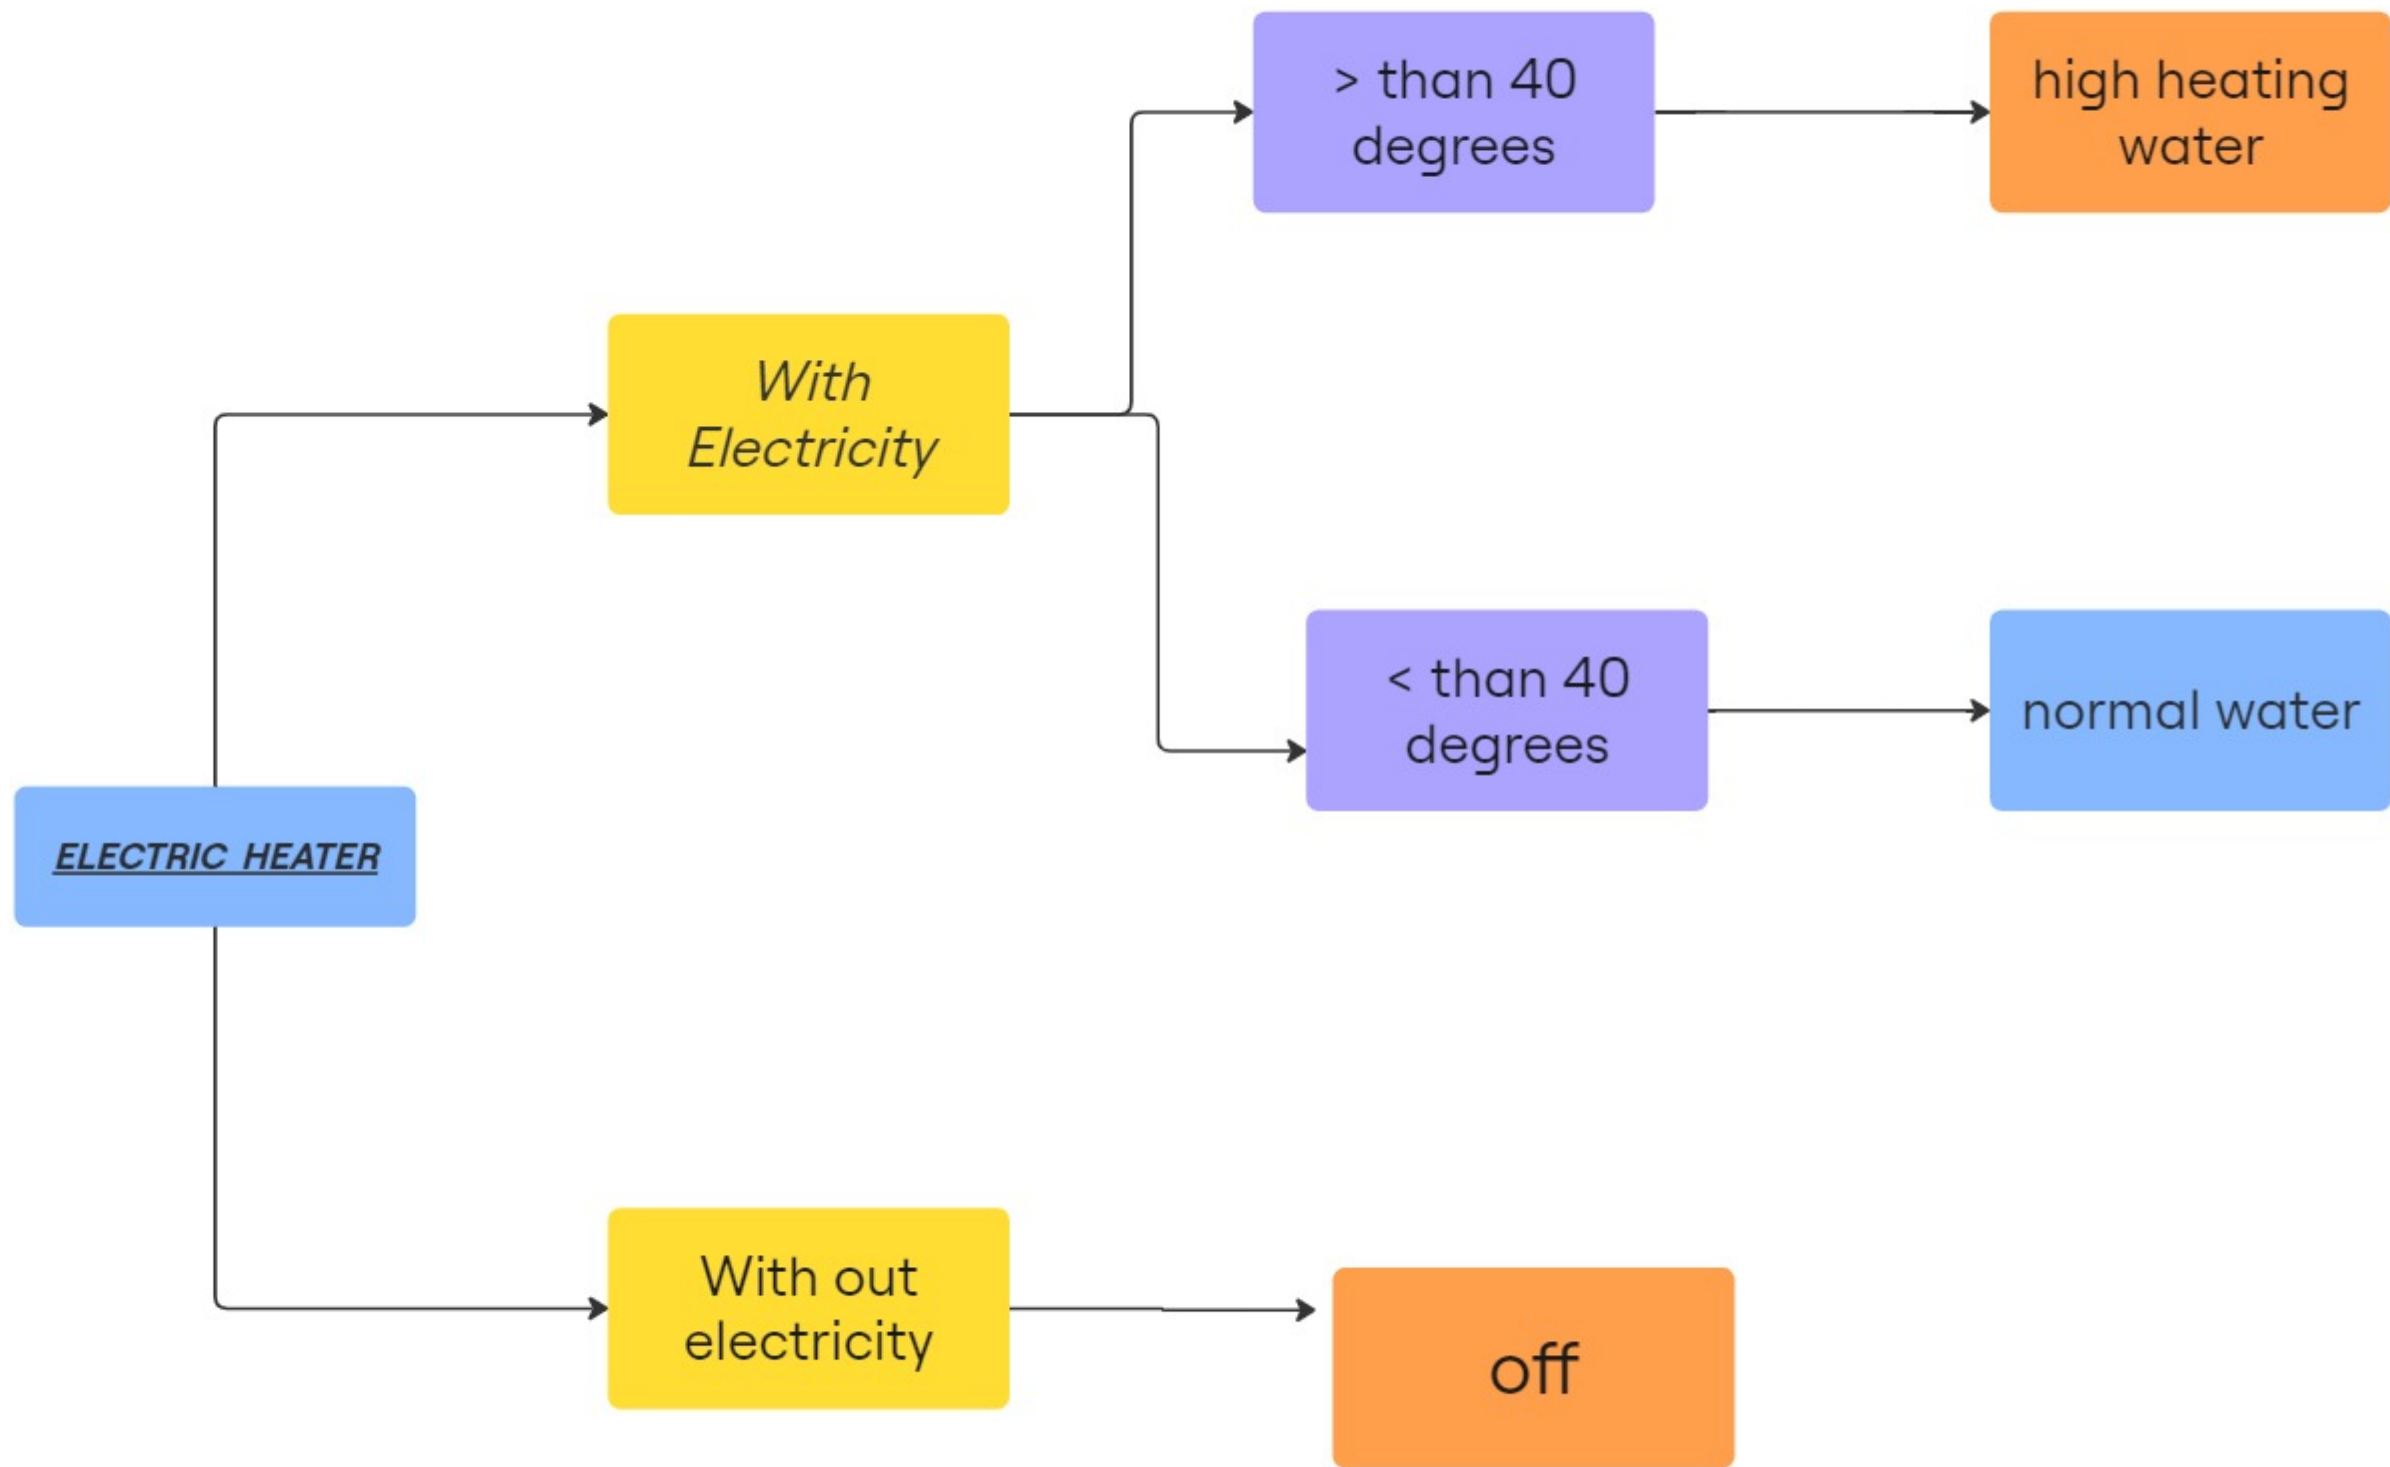 > than 40
degrees
high heating
water
With
Electricity
< than 40
degrees
normal water
ELECTRIC HEATER
With out
electricity
off